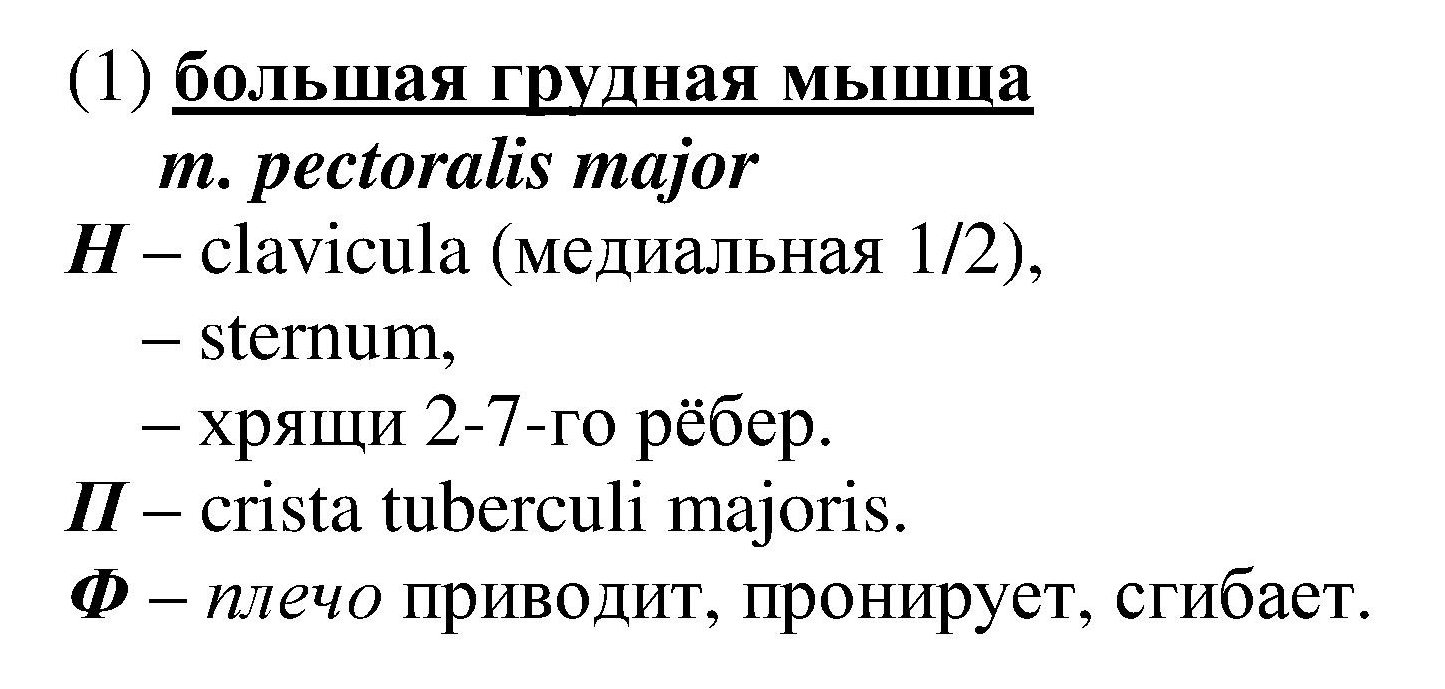 (1) большая грудная мышца
m. pectoralis major
Н – clavicula (медиальная 1/2),
– sternum,
– хрящи 2-7-го рёбер.
П – crista tuberculi majoris.
Ф – плечо приводит, пронирует, сгибает.